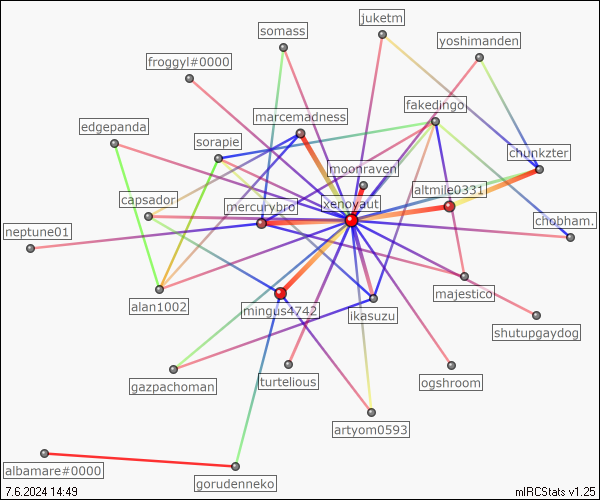 juketm
somass
yoshimanden
froggyl#0000
fakedingo
marcemadness
edgepanda
sorapie
chunkzter
moonraven
altmile0331
capsador
xenoyaut
mercurybro
chobham.
neptune01
majestico
alan1002
mingus4742
ikasuzu
shutupgaydog
gazpachoman
turtelious
ogshroom
artyom0593
albamare#0000
gorudenneko
7.6.2024 14:49
mIRCStats v1.25